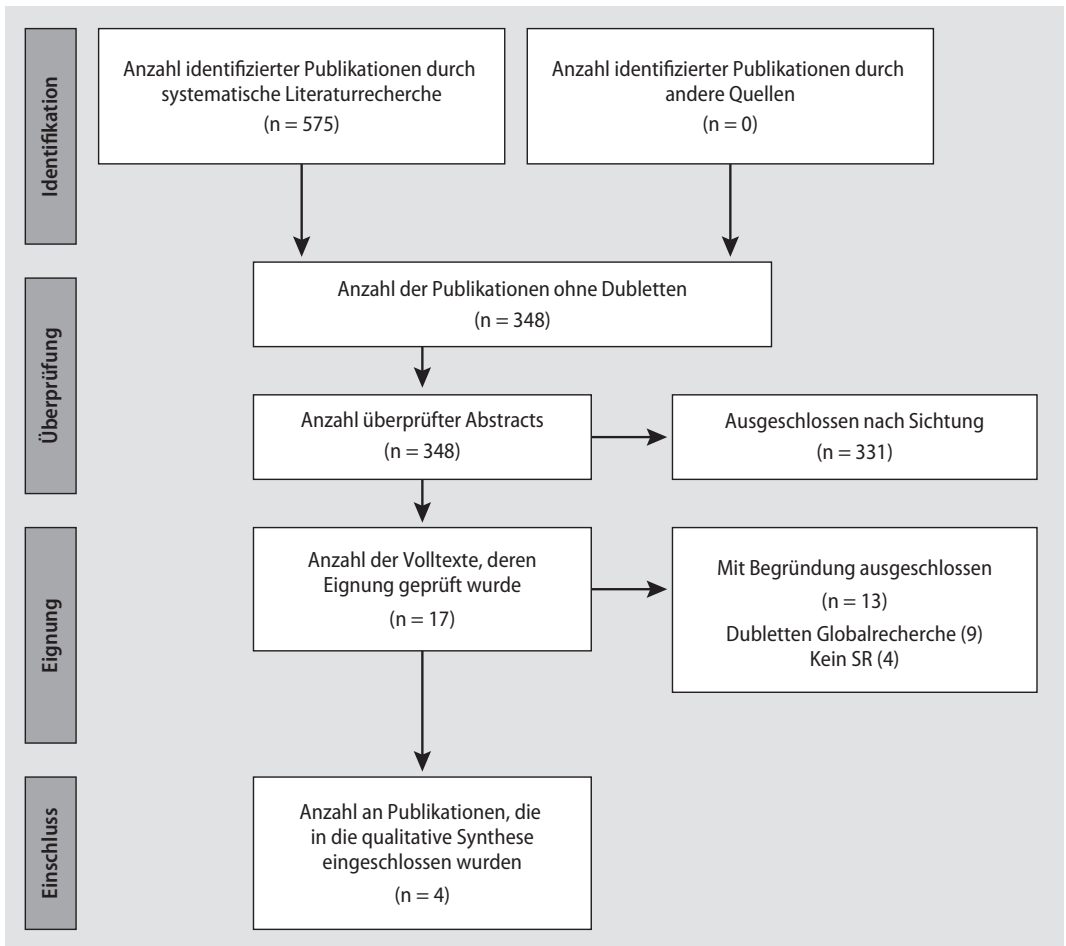 Identifikation
Anzahl identifizierter Publikationen durch
systematische Literaturrecherche
(n = 575)
Anzahl identifizierter Publikationen durch
andere Quellen
(n = 0)
Überprüfung
Anzahl der Publikationen ohne Dubletten
(n = 348)
Anzahl überprüfter Abstracts
(n = 348)
Ausgeschlossen nach Sichtung
(n = 331)
Eignung
Anzahl der Volltexte, deren
Eignung geprüft wurde
(n = 17)
Mit Begründung ausgeschlossen
(n = 13)
Dubletten Globalrecherche (9)
Kein SR (4)
Einschluss
Anzahl an Publikationen, die
in die qualitative Synthese
eingeschlossen wurden
(n = 4)